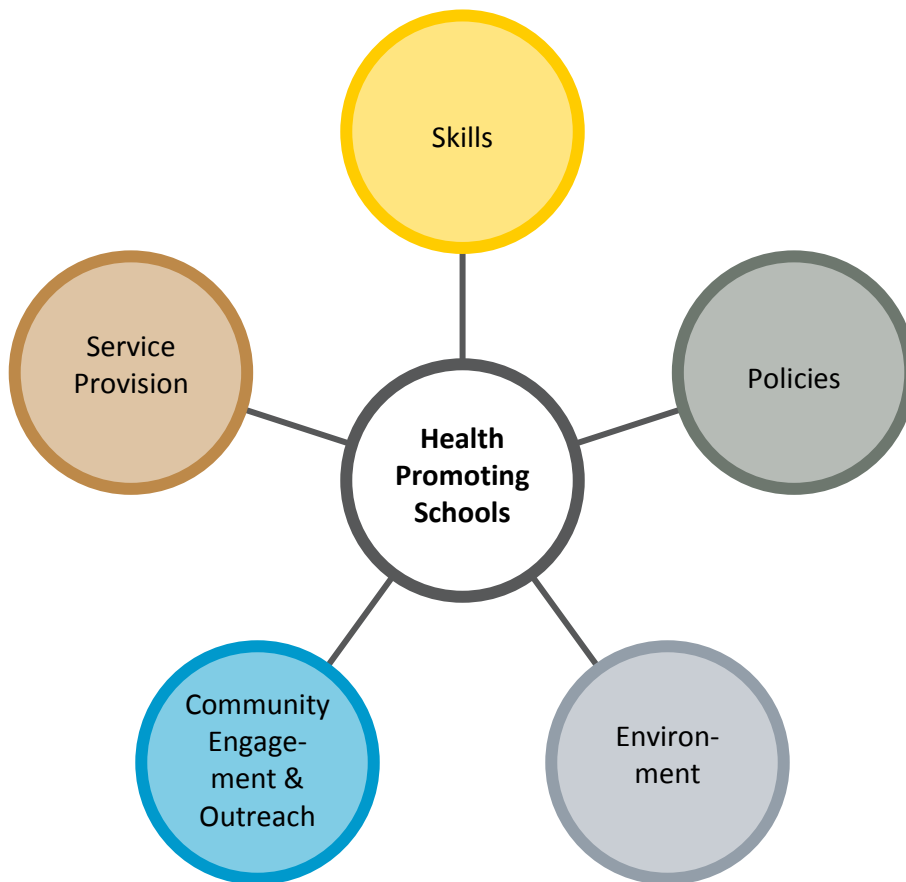 Skills
Service
Provision
Policies
Health
Promoting
Schools
Community
Engage-
ment &
Outreach
Environ-
ment